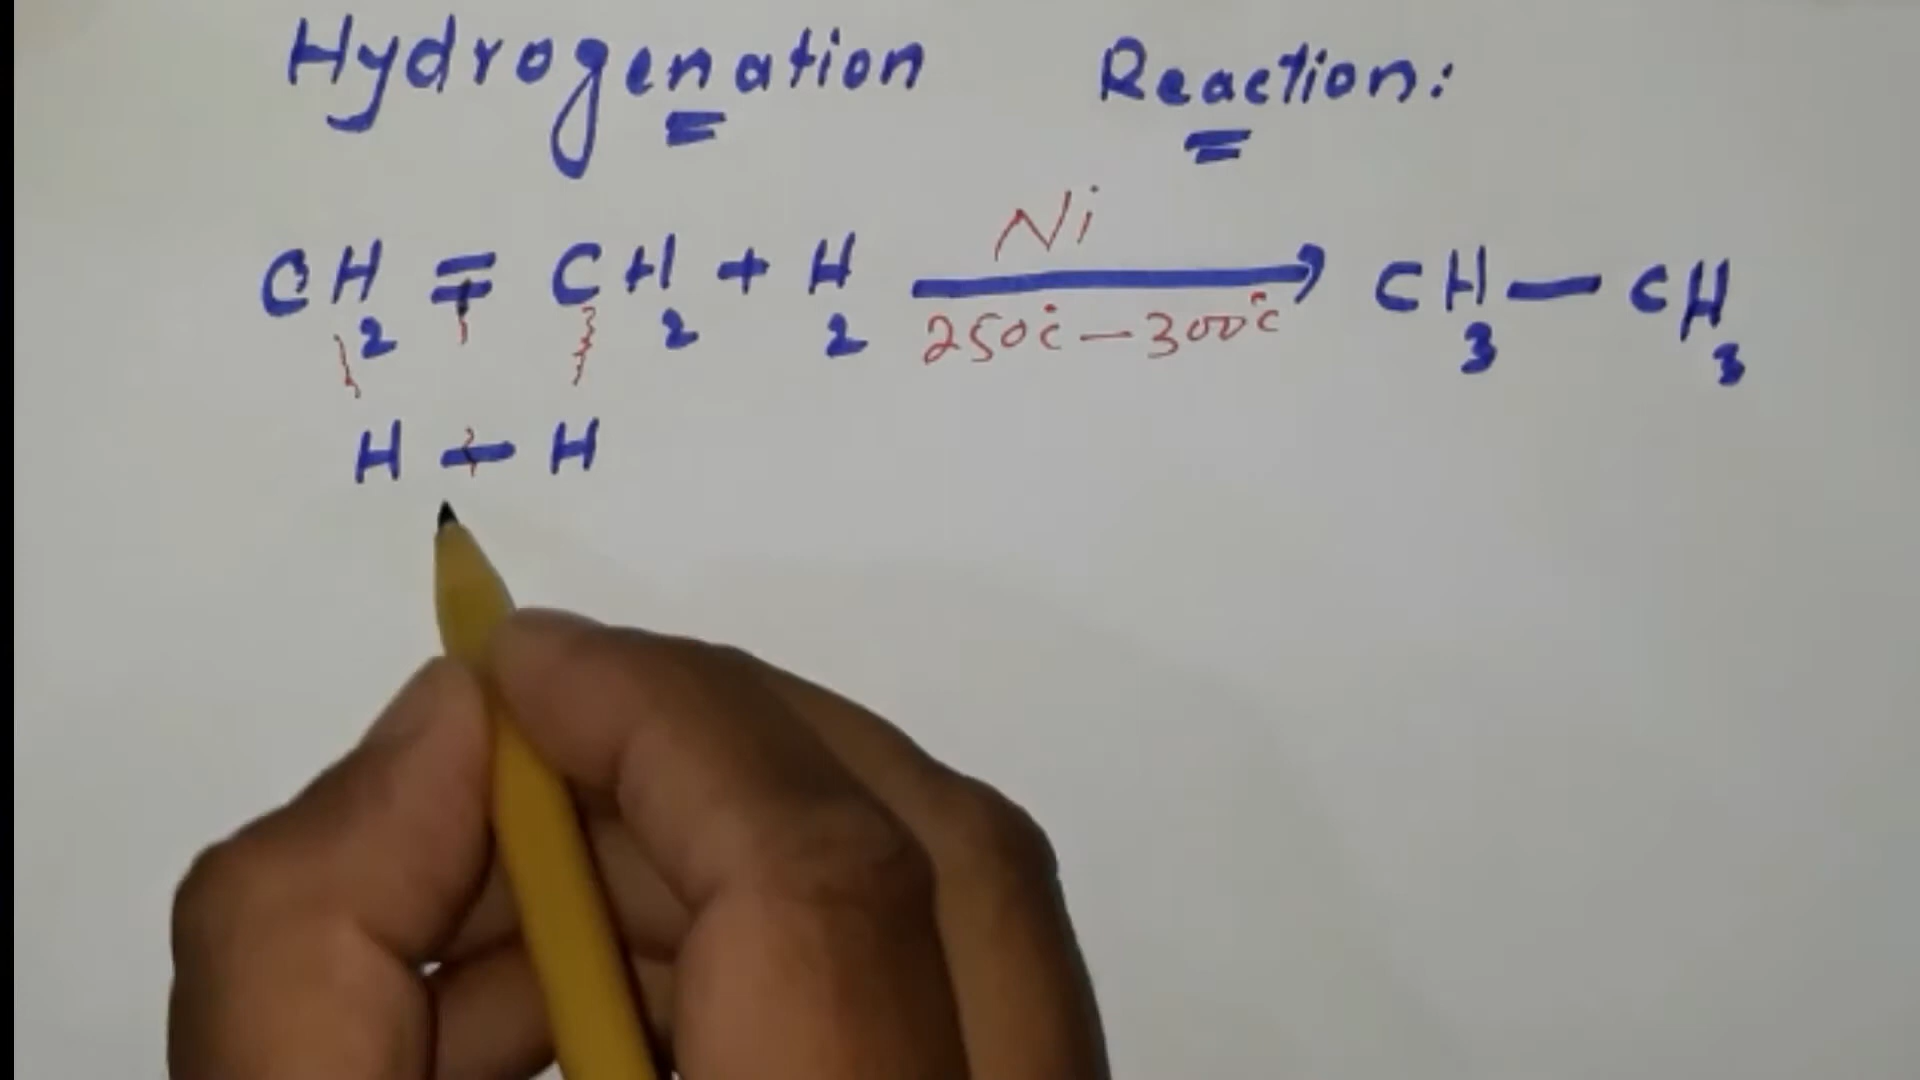 Hydrogenation Reaction:
Ni
CH₂ = CH₂ + H₂ → CH₃ — CH₃
250°C — 300°C
H — H